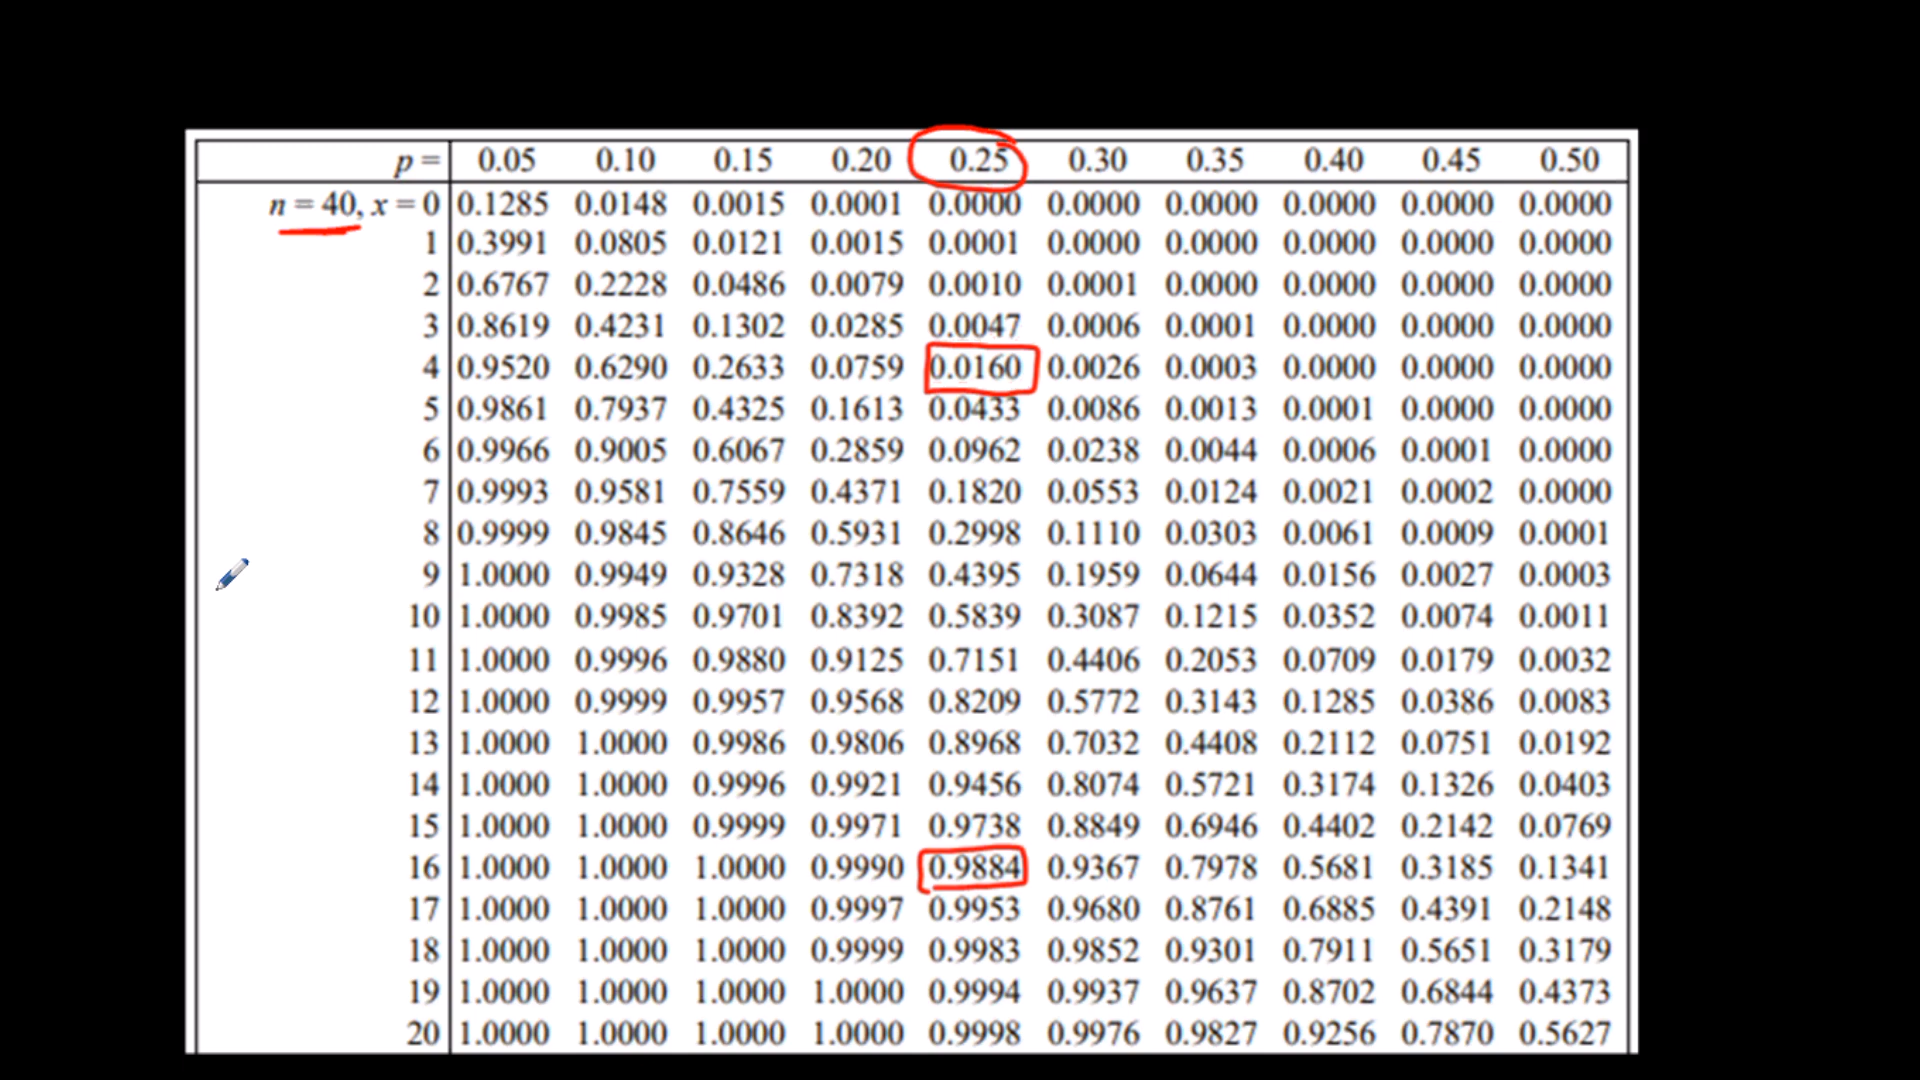 p = 0.05 0.10 0.15 0.20 0.25 0.30 0.35 0.40 0.45 0.50
n = 40, x = 0 0.1285 0.0148 0.0015 0.0001 0.0000 0.0000 0.0000 0.0000 0.0000 0.0000
1 0.3991 0.0805 0.0121 0.0015 0.0001 0.0000 0.0000 0.0000 0.0000 0.0000
2 0.6767 0.2228 0.0486 0.0079 0.0010 0.0001 0.0000 0.0000 0.0000 0.0000
3 0.8619 0.4231 0.1302 0.0285 0.0047 0.0006 0.0001 0.0000 0.0000 0.0000
4 0.9520 0.6290 0.2633 0.0759 0.0160 0.0026 0.0003 0.0000 0.0000 0.0000
5 0.9861 0.7937 0.4325 0.1613 0.0433 0.0086 0.0013 0.0001 0.0000 0.0000
6 0.9966 0.9005 0.6067 0.2859 0.0962 0.0238 0.0044 0.0006 0.0001 0.0000
7 0.9993 0.9581 0.7559 0.4371 0.1820 0.0553 0.0124 0.0021 0.0002 0.0000
8 0.9999 0.9845 0.8646 0.5931 0.2998 0.1110 0.0303 0.0061 0.0009 0.0001
9 1.0000 0.9949 0.9328 0.7318 0.4395 0.1959 0.0644 0.0156 0.0027 0.0003
10 1.0000 0.9985 0.9701 0.8392 0.5839 0.3087 0.1215 0.0352 0.0074 0.0011
11 1.0000 0.9996 0.9880 0.9125 0.7151 0.4406 0.2053 0.0709 0.0179 0.0032
12 1.0000 0.9999 0.9957 0.9568 0.8209 0.5772 0.3143 0.1285 0.0386 0.0083
13 1.0000 1.0000 0.9986 0.9806 0.8968 0.7032 0.4408 0.2112 0.0751 0.0192
14 1.0000 1.0000 0.9996 0.9921 0.9456 0.8074 0.5721 0.3174 0.1326 0.0403
15 1.0000 1.0000 0.9999 0.9971 0.9738 0.8849 0.6946 0.4402 0.2142 0.0769
16 1.0000 1.0000 1.0000 0.9990 0.9884 0.9367 0.7978 0.5681 0.3185 0.1341
17 1.0000 1.0000 1.0000 0.9997 0.9953 0.9680 0.8761 0.6885 0.4391 0.2148
18 1.0000 1.0000 1.0000 0.9999 0.9983 0.9852 0.9301 0.7911 0.5651 0.3179
19 1.0000 1.0000 1.0000 1.0000 0.9994 0.9937 0.9637 0.8702 0.6844 0.4373
20 1.0000 1.0000 1.0000 1.0000 0.9998 0.9976 0.9827 0.9256 0.7870 0.5627